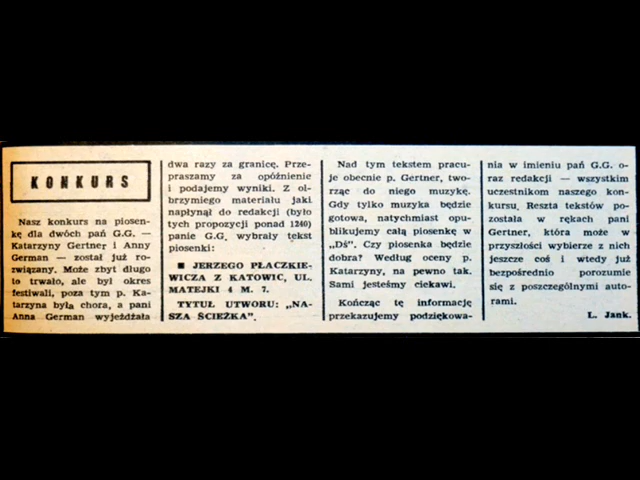 KONKURS
Nasz konkurs na piosen-
kę dla dwóch pań G.G. —
Katarzyny Gertner i Anny
German — został już roz-
wiązany. Może zbyt długo
to trwało, ale był okres
festiwali, poza tym p. Ka-
tarzyna była chora, a pani
Anna German wyjeżdżała
dwa razy za granicę. Prze-
praszamy za opóźnienie
i podajemy wyniki. Z ol-
brzymiego materiału jaki
napłynął do redakcji (było
tych propozycji ponad 1240)
panie G.G. wybrały tekst
piosenki:
■ JERZEGO PŁACZKIE-
WICZA Z KATOWIC, UL.
MATEJKI 4 M. 7.
TYTUŁ UTWORU: „NA-
SZA ŚCIEŻKA".
Nad tym tekstem pracu-
je obecnie p. Gertner, two-
rząc do niego muzykę.
Gdy tylko muzyka będzie
gotowa, natychmiast opu-
blikujemy całą piosenkę w
„Dś". Czy piosenka będzie
dobra? Według oceny p.
Katarzyny, na pewno tak.
Sami jesteśmy ciekawi.
Kończąc tę informację
przekazujemy podziękowa-
nia w imieniu pań G.G. o-
raz redakcji — wszystkim
uczestnikom naszego kon-
kursu. Reszta tekstów po-
została w rękach pani
Gertner, która może w
przyszłości wybierze z nich
jeszcze coś i wtedy już
bezpośrednio porozumie
się z poszczególnymi auto-
rami.
L. Jank.